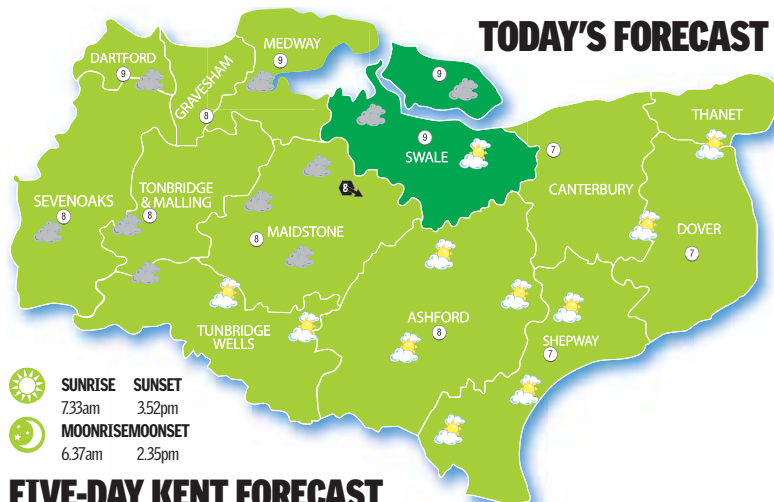 TODAY'S FORECAST
MEDWAY
9
DARTFORD
9
GRAVESHAM
8
9
THANET
9
SWALE
7
CANTERBURY
SEVENOAKS
8
TONBRIDGE
& MALLING
8
8
MAIDSTONE
8
DOVER
7
TUNBRIDGE
WELLS
ASHFORD
8
SHEPWAY
7
SUNRISE SUNSET
7.33am 3.52pm
MOONRISEMOONSET
6.37am 2.35pm
FIVE-DAY KENT FORECAST